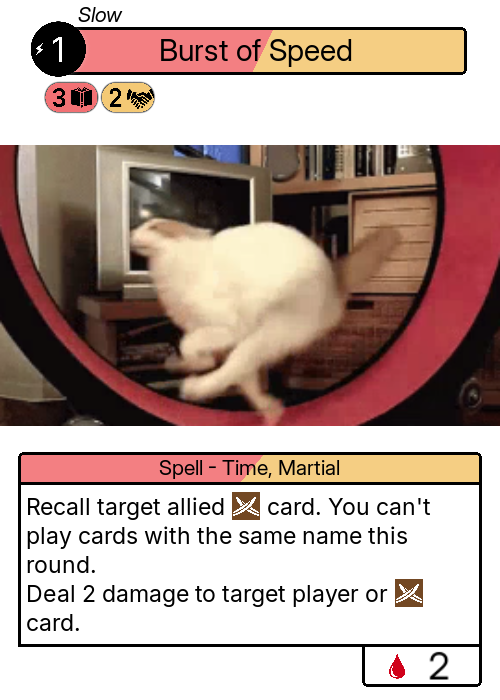 Slow
1
Burst of Speed
3 2
Spell - Time, Martial
Recall target allied card. You can't
play cards with the same name this
round.
Deal 2 damage to target player or
card.
2